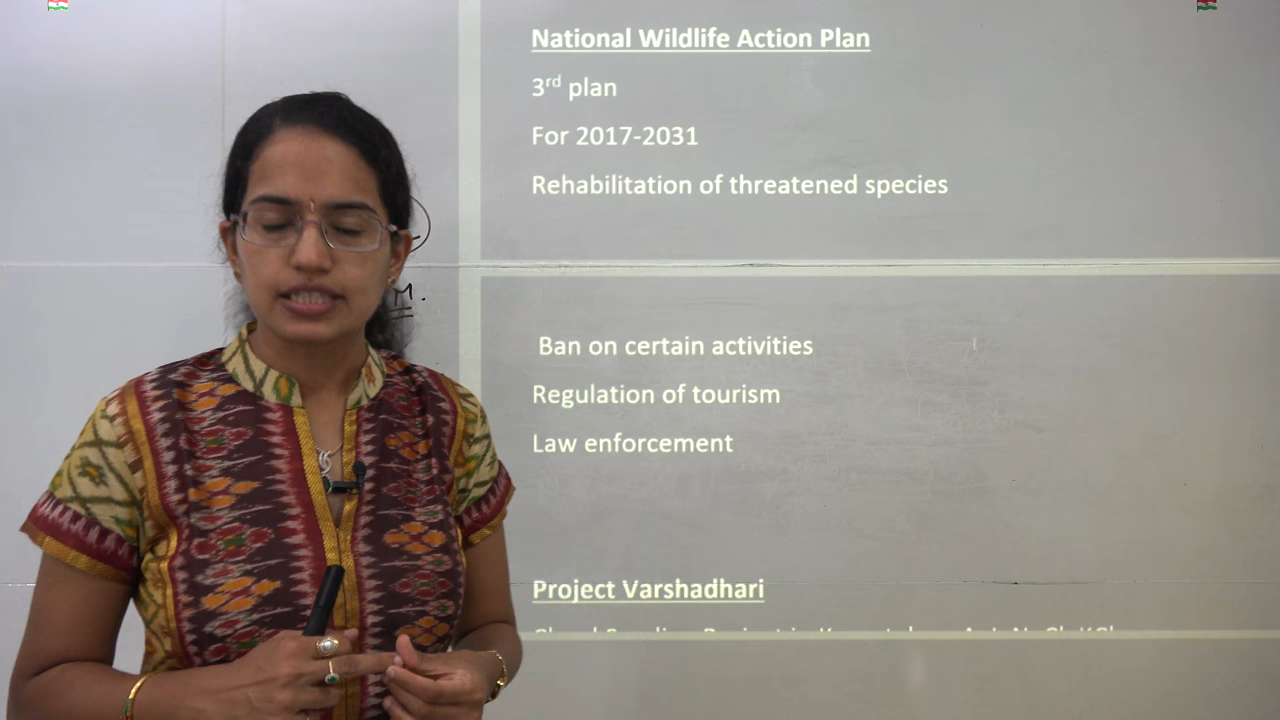 National Wildlife Action Plan
3rd plan
For 2017-2031
Rehabilitation of threatened species
Ban on certain activities
Regulation of tourism
Law enforcement
Project Varshadhari